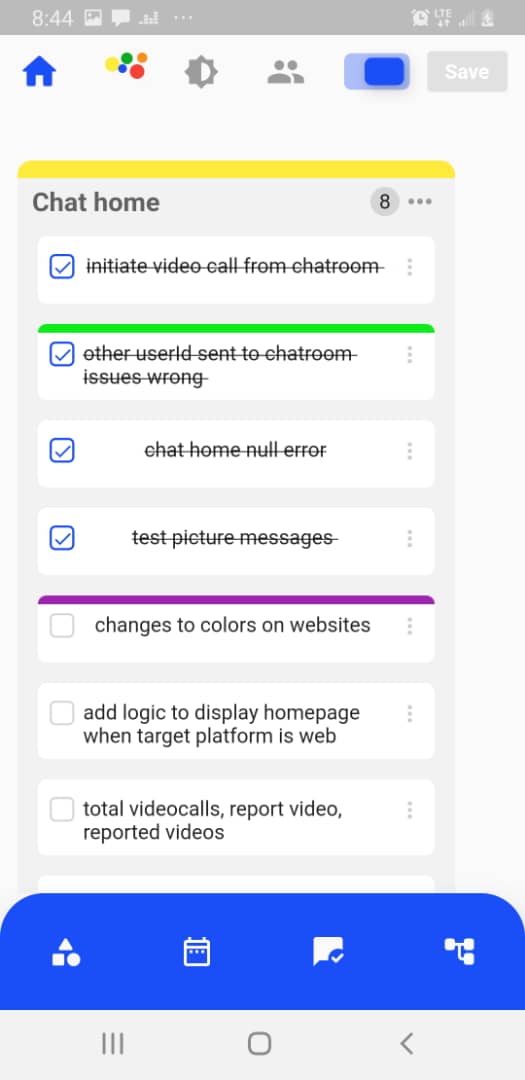 8:44
LTE
Save
Chat home
8
initiate video call from chatroom
other userId sent to chatroom
issues wrong
chat home null error
test picture messages
changes to colors on websites
add logic to display homepage
when target platform is web
total videocalls, report video,
reported videos